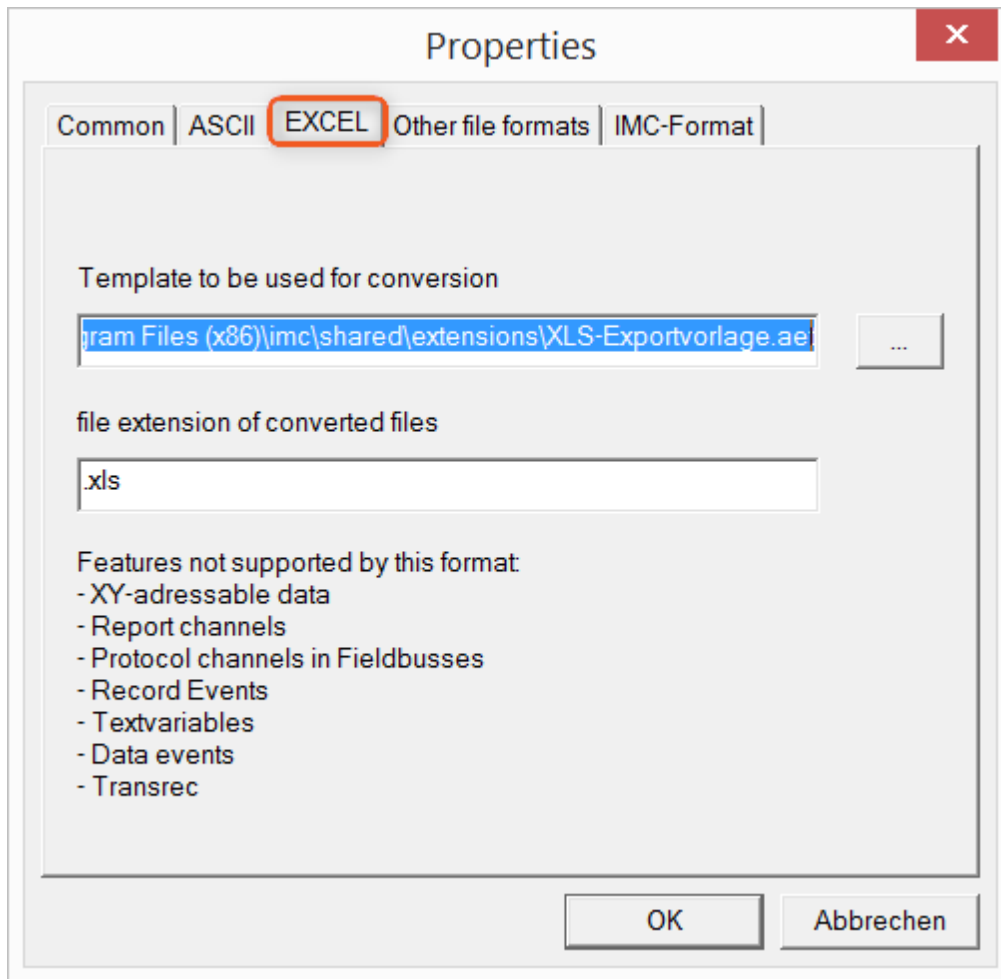 Properties
Common ASCII EXCEL Other file formats IMC-Format
Template to be used for conversion
gram Files (x86)\imc\shared\extensions\XLS-Exportvorlage.aet
...
file extension of converted files
.xls
Features not supported by this format:
- XY-adressable data
- Report channels
- Protocol channels in Fieldbusses
- Record Events
- Textvariables
- Data events
- Transrec
OK Abbrechen